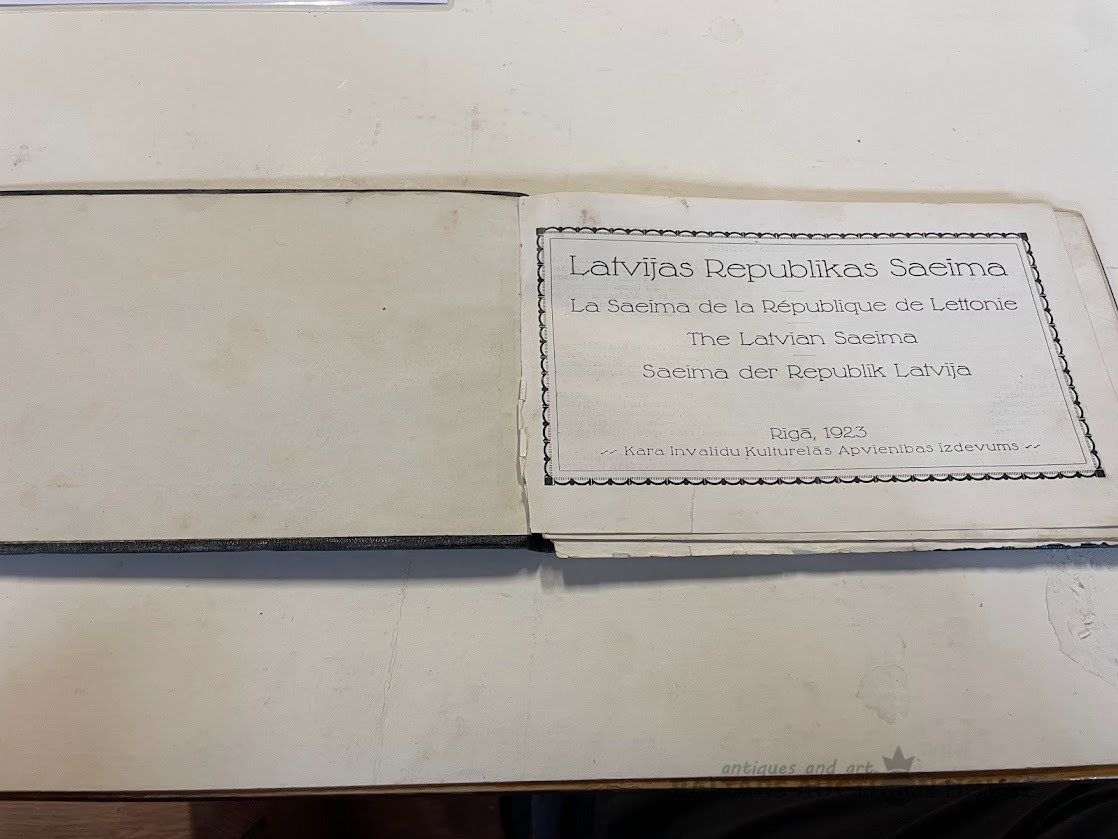 Latvijas Republikas Saeima
La Saeima de la République de Lettonie
The Latvian Saeima
Saeima der Republik Latvija
Rīgā, 1923
~ Kara Invalidu Kulturelās Apvienības izdevums ~
antiques and art